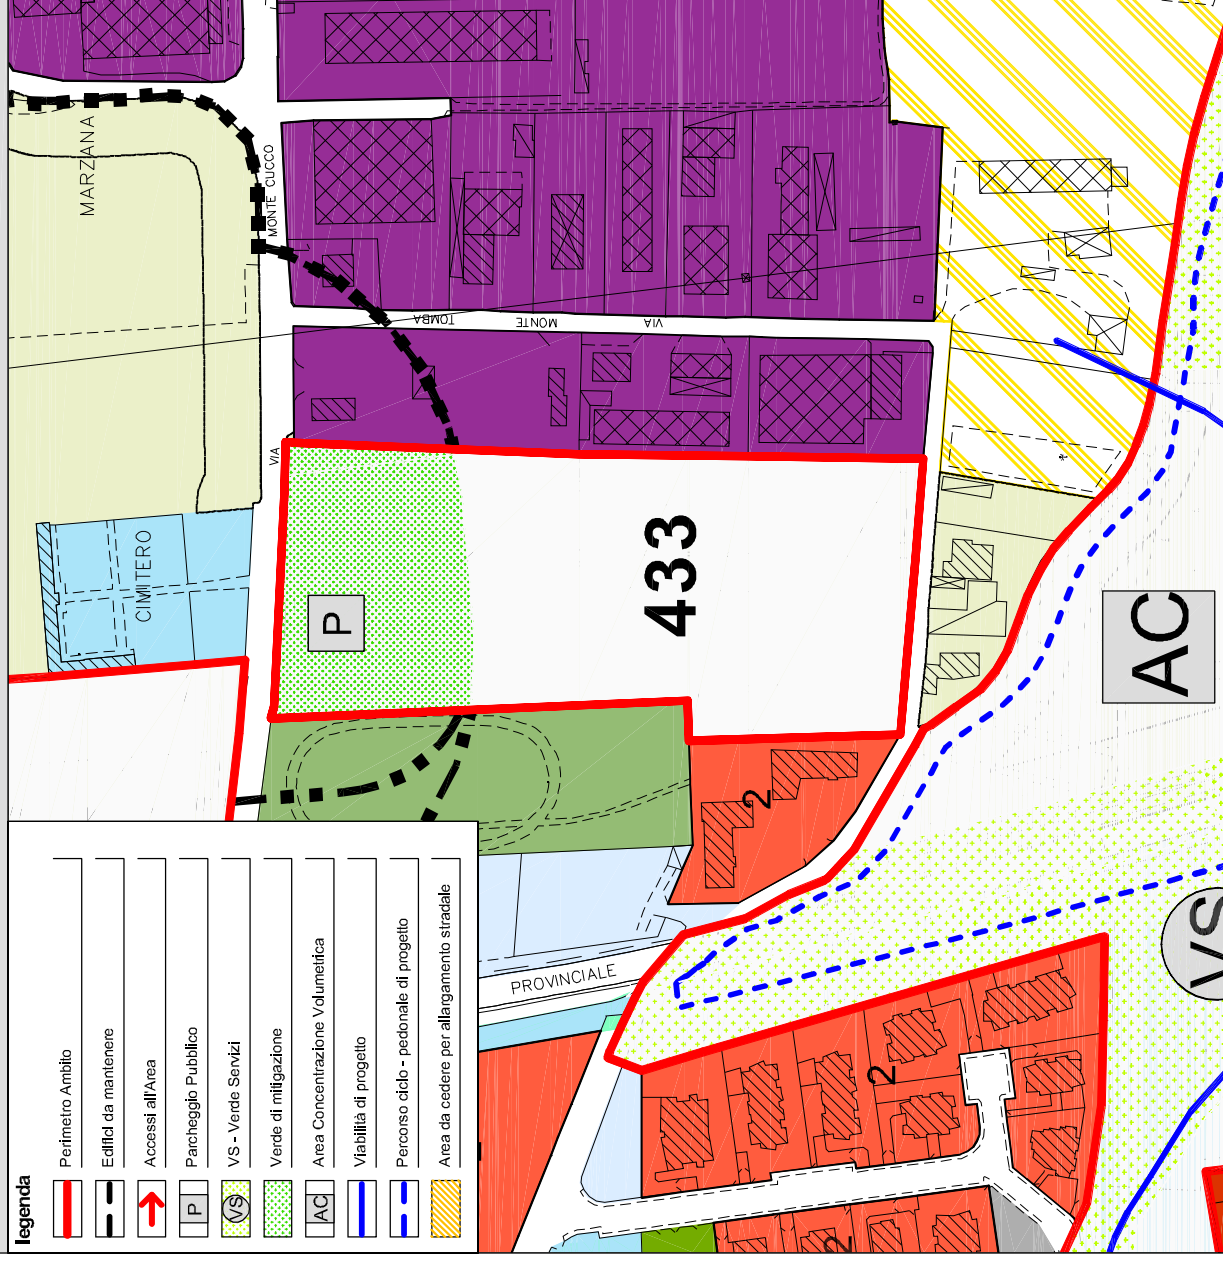 MARZANA
MONTE CUCCO
VIA
TOMBA
MONTE
VIA
CIMITERO
P
433
AC
2
PROVINCIALE
VS
2
2
legenda
Perimetro Ambito
Edifici da mantenere
Accessi all'Area
P Parcheggio Pubblico
VS VS - Verde Servizi
Verde di mitigazione
AC Area Concentrazione Volumetrica
Viabilità di progetto
Percorso ciclo - pedonale di progetto
Area da cedere per allargamento stradale